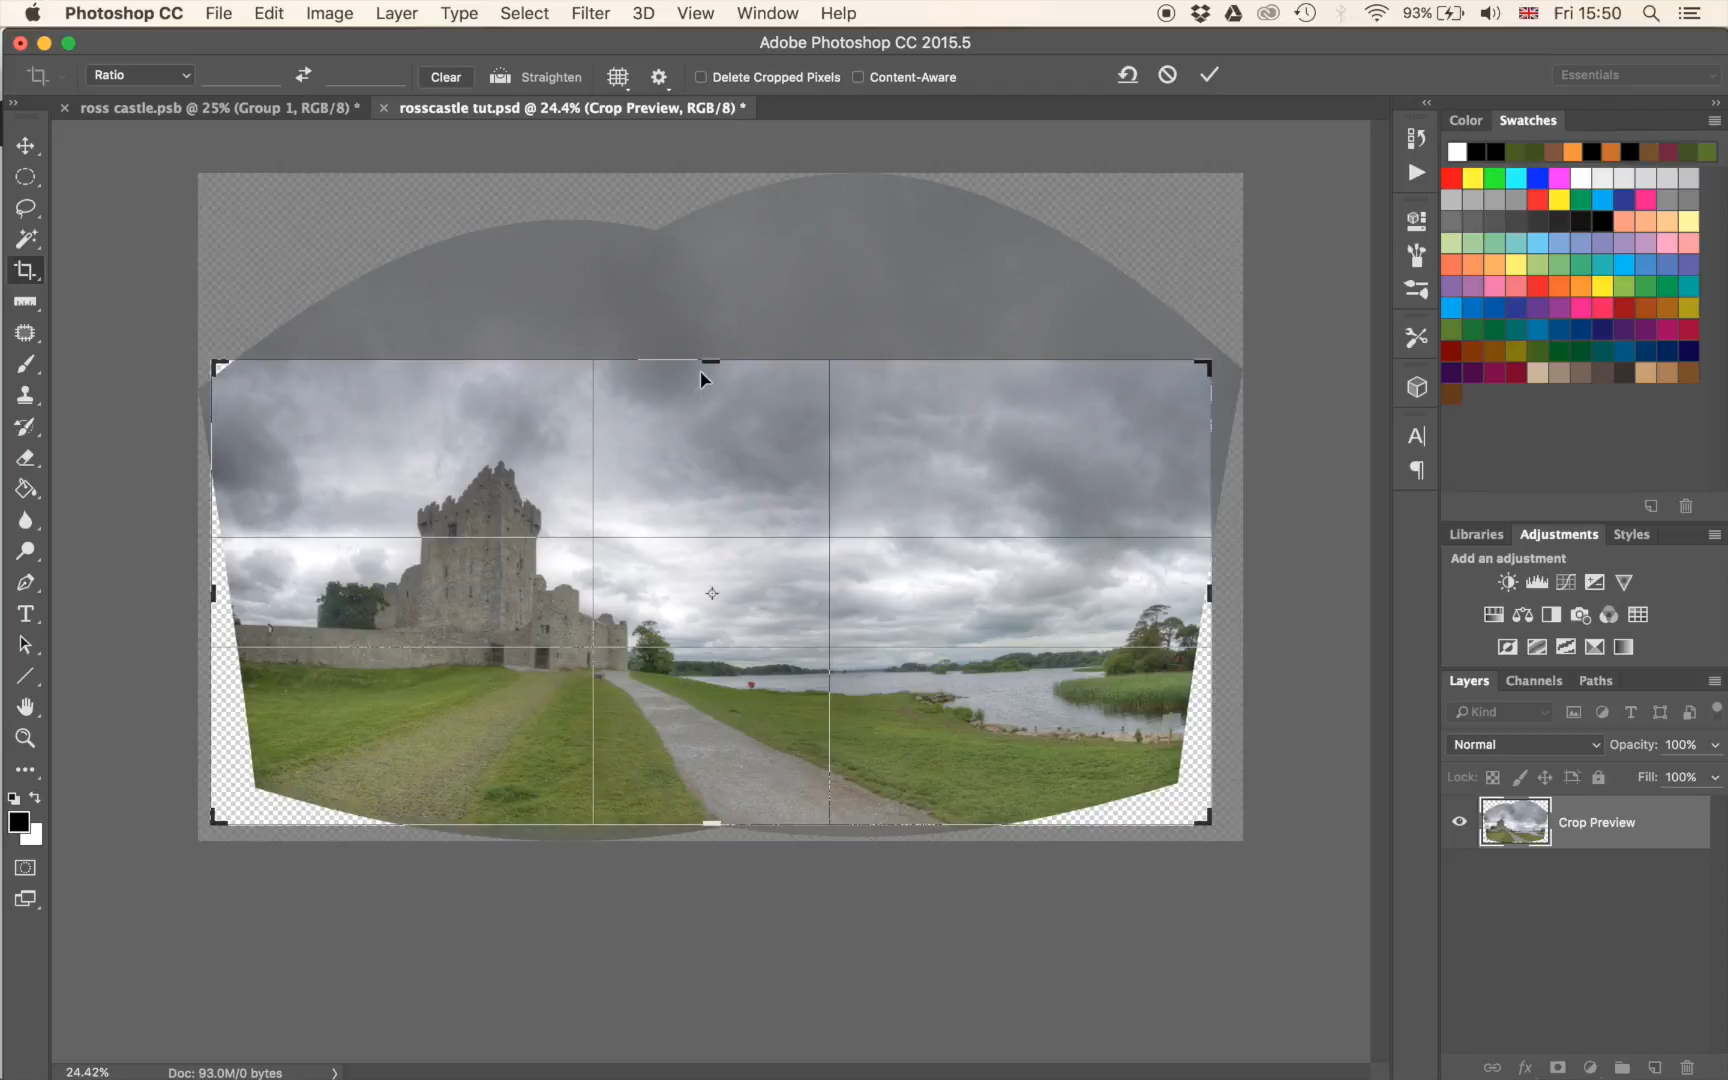 Photoshop CC File Edit Image Layer Type Select Filter 3D View Window Help 93% Fri 15:50
Adobe Photoshop CC 2015.5
Ratio Clear Straighten Delete Cropped Pixels Content-Aware Essentials
ross castle.psb @ 25% (Group 1, RGB/8) * rosscastle tut.psd @ 24.4% (Crop Preview, RGB/8) *
Color Swatches
Libraries Adjustments Styles
Add an adjustment
Layers Channels Paths
Kind
Normal Opacity: 100%
Lock: Fill: 100%
Crop Preview
24.42% Doc: 93.0M/0 bytes